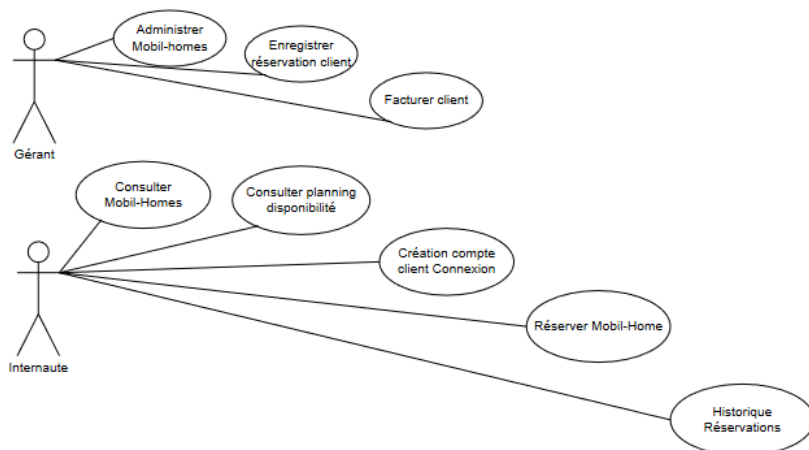 Administrer
Mobil-homes
Enregistrer
réservation client
Facturer client
Gérant
Consulter
Mobil-Homes
Consulter planning
disponibilité
Création compte
client Connexion
Réserver Mobil-Home
Internaute
Historique
Réservations